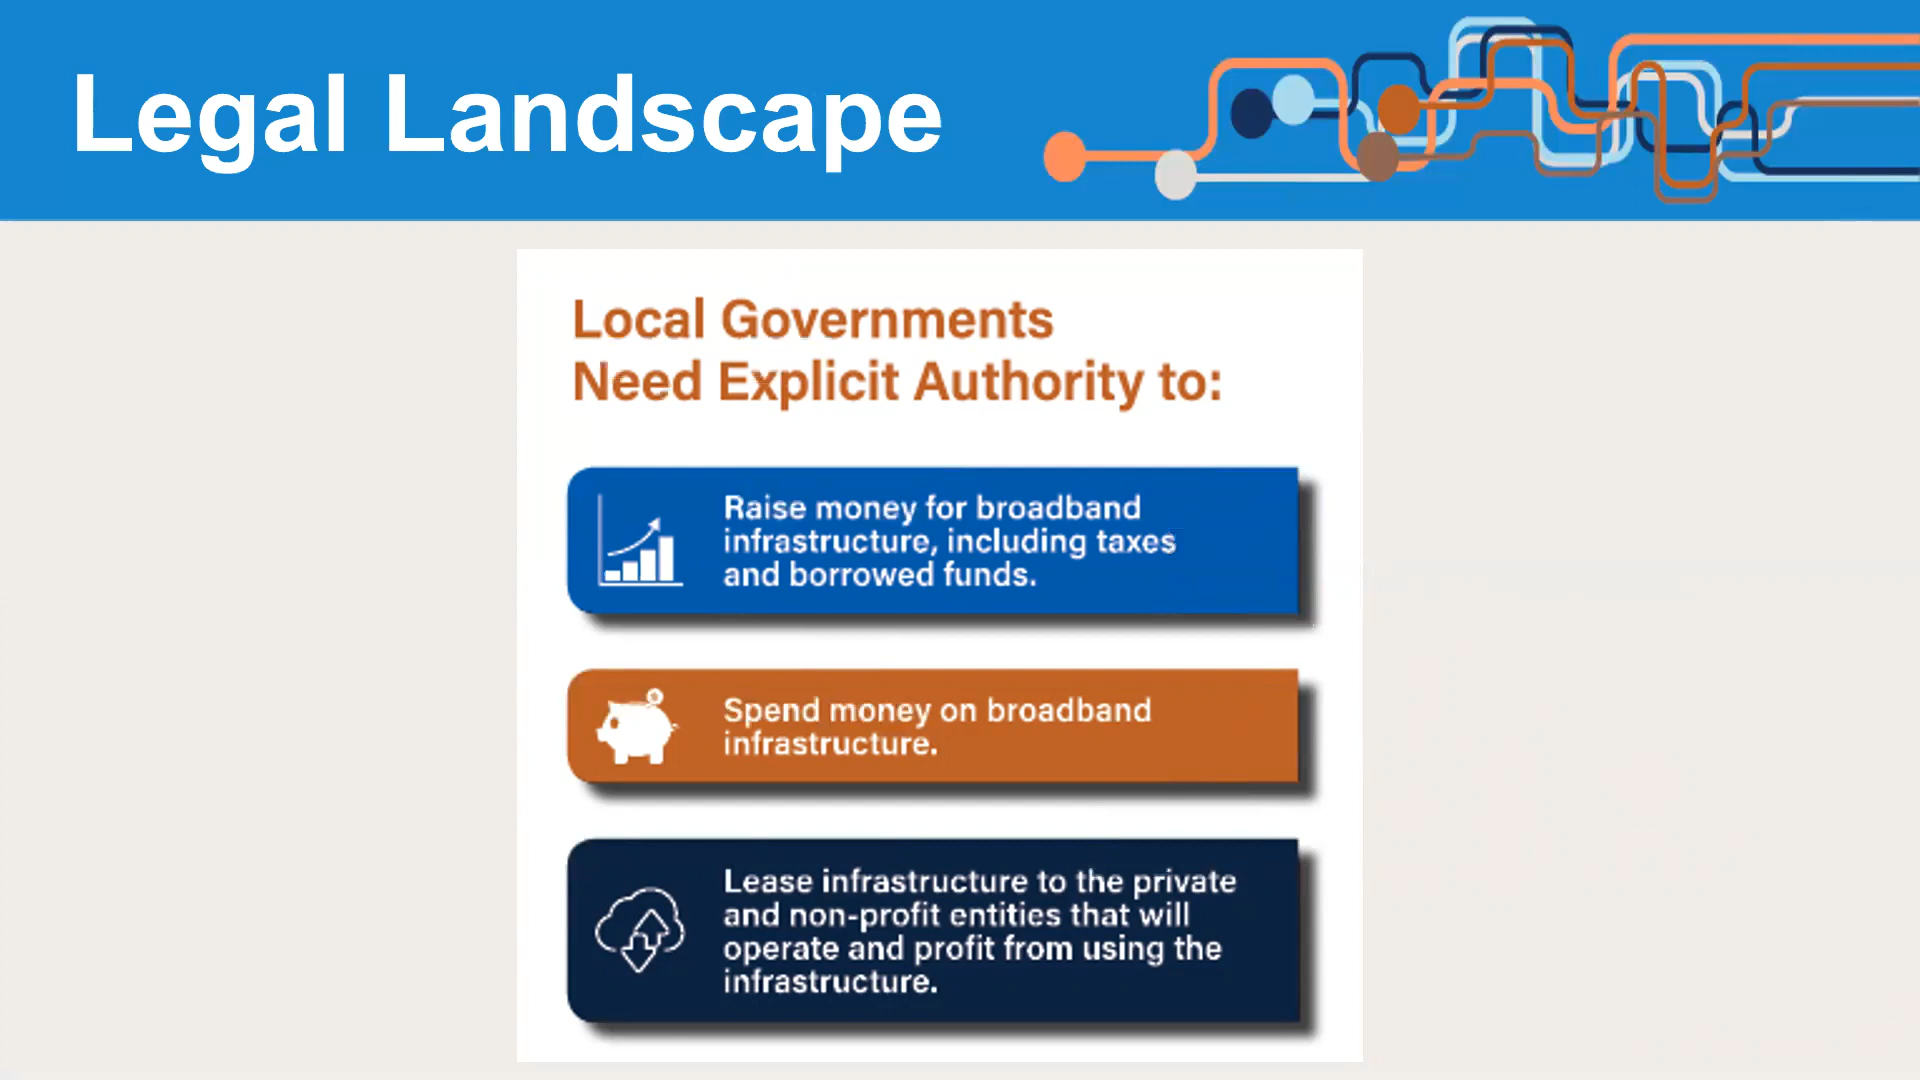 Legal Landscape
Local Governments
Need Explicit Authority to:
Raise money for broadband
infrastructure, including taxes
and borrowed funds.
Spend money on broadband
infrastructure.
Lease infrastructure to the private
and non-profit entities that will
operate and profit from using the
infrastructure.